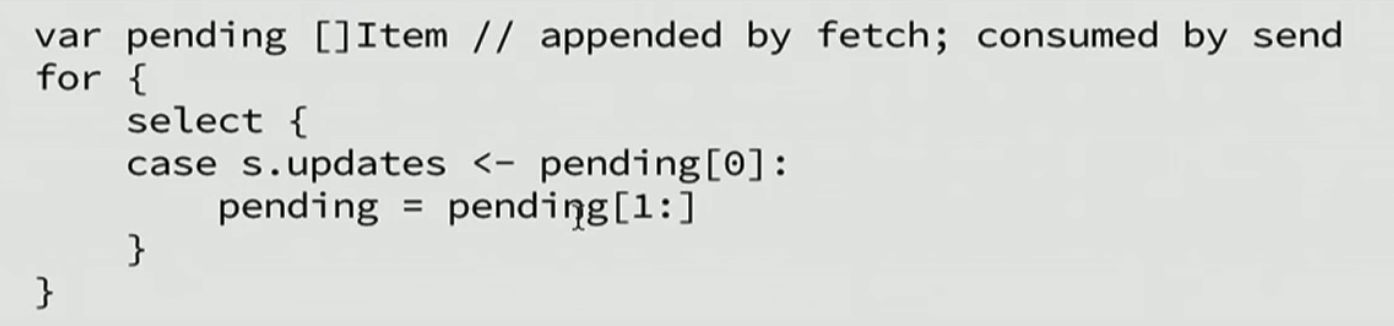 var pending []Item // appended by fetch; consumed by send
for {
    select {
    case s.updates <- pending[0]:
        pending = pending[1:]
    }
}